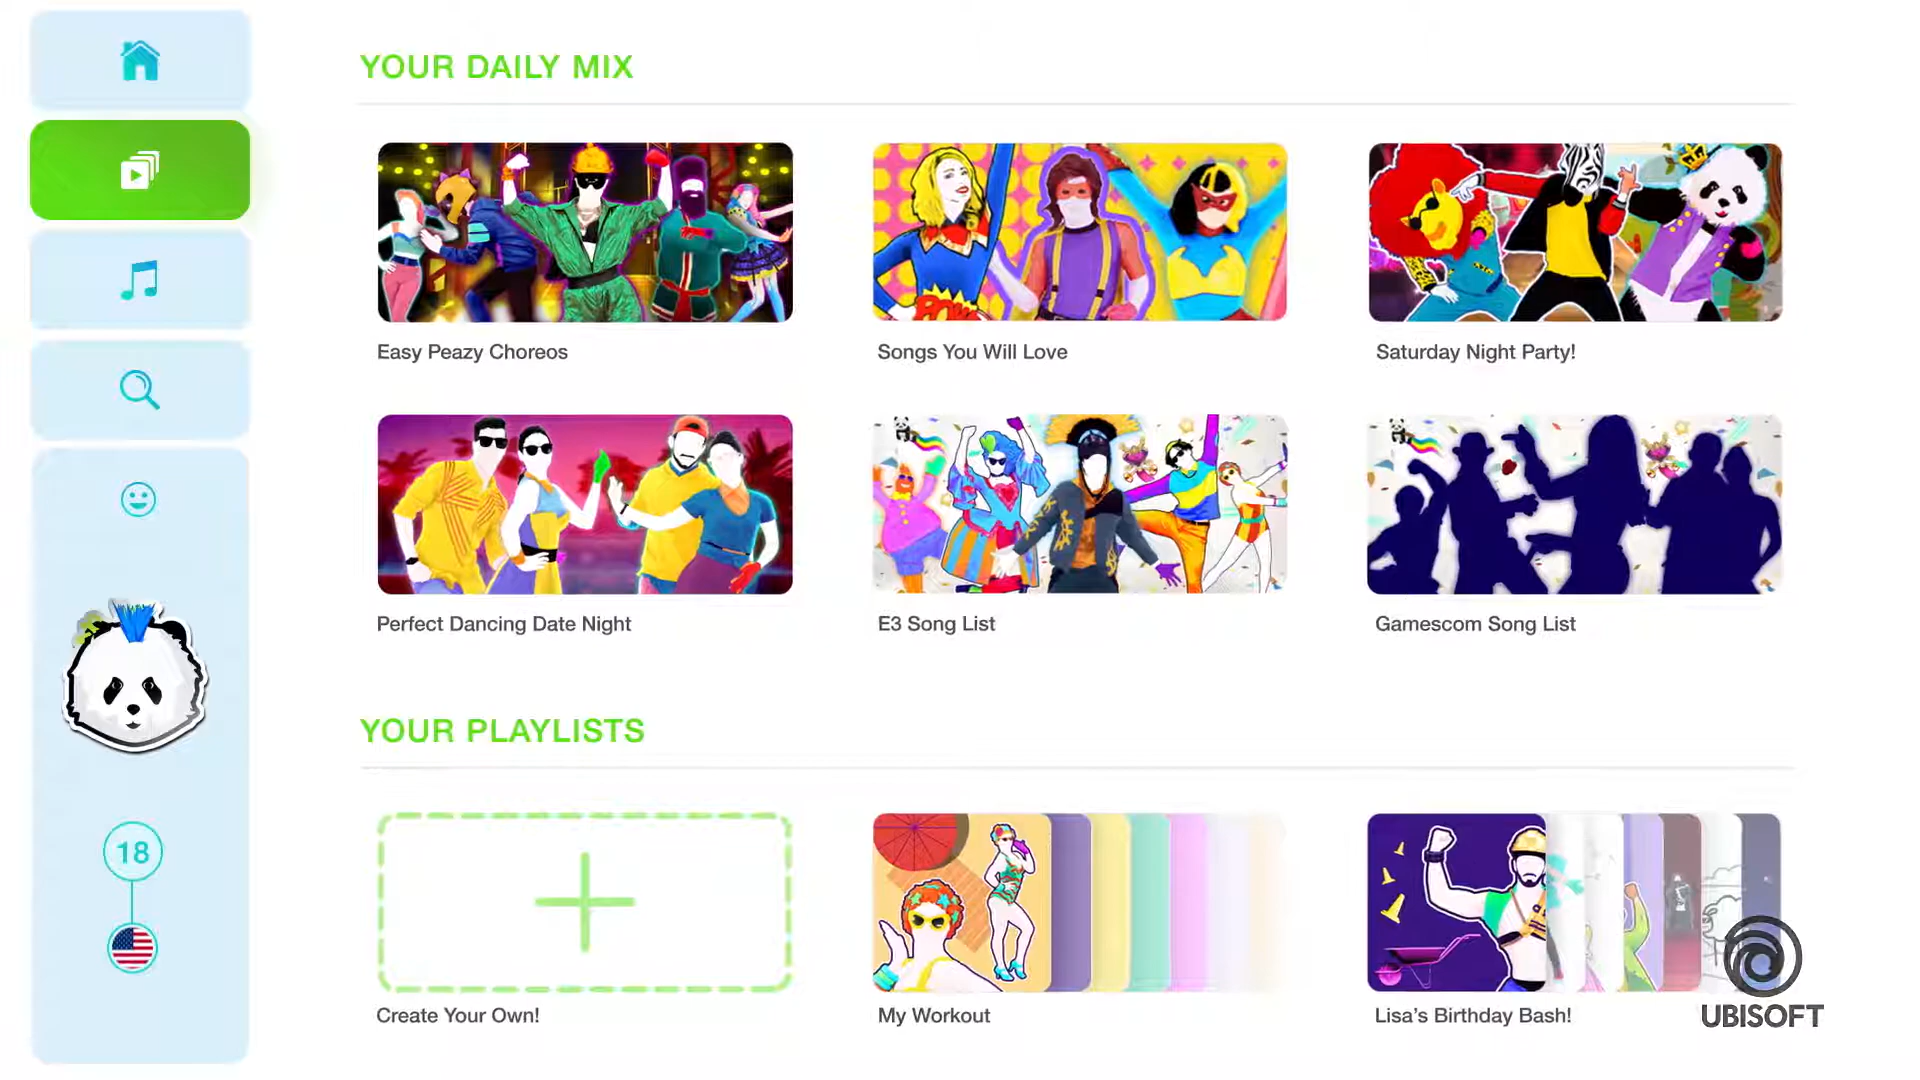 YOUR DAILY MIX
Easy Peazy Choreos
Songs You Will Love
Saturday Night Party!
POW
Perfect Dancing Date Night
E3 Song List
Gamescom Song List
YOUR PLAYLISTS
18
Create Your Own!
My Workout
Lisa's Birthday Bash!
UBISOFT